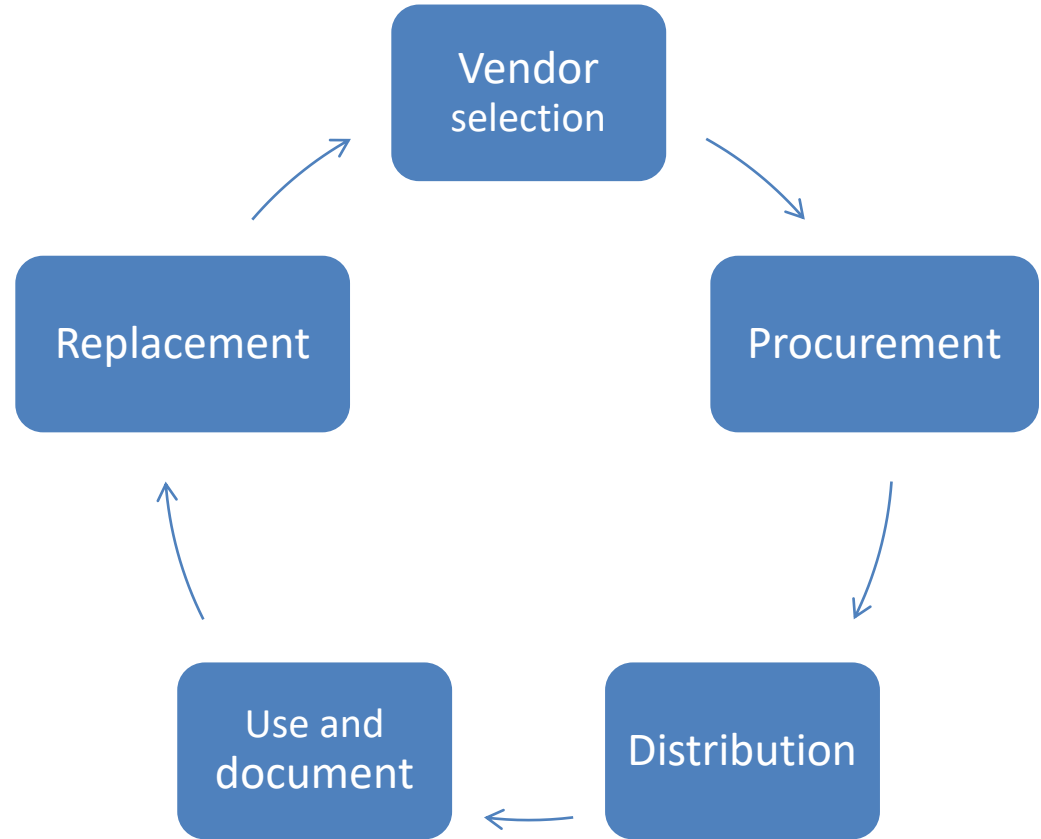 Vendor
selection
Procurement
Distribution
Use and
document
Replacement